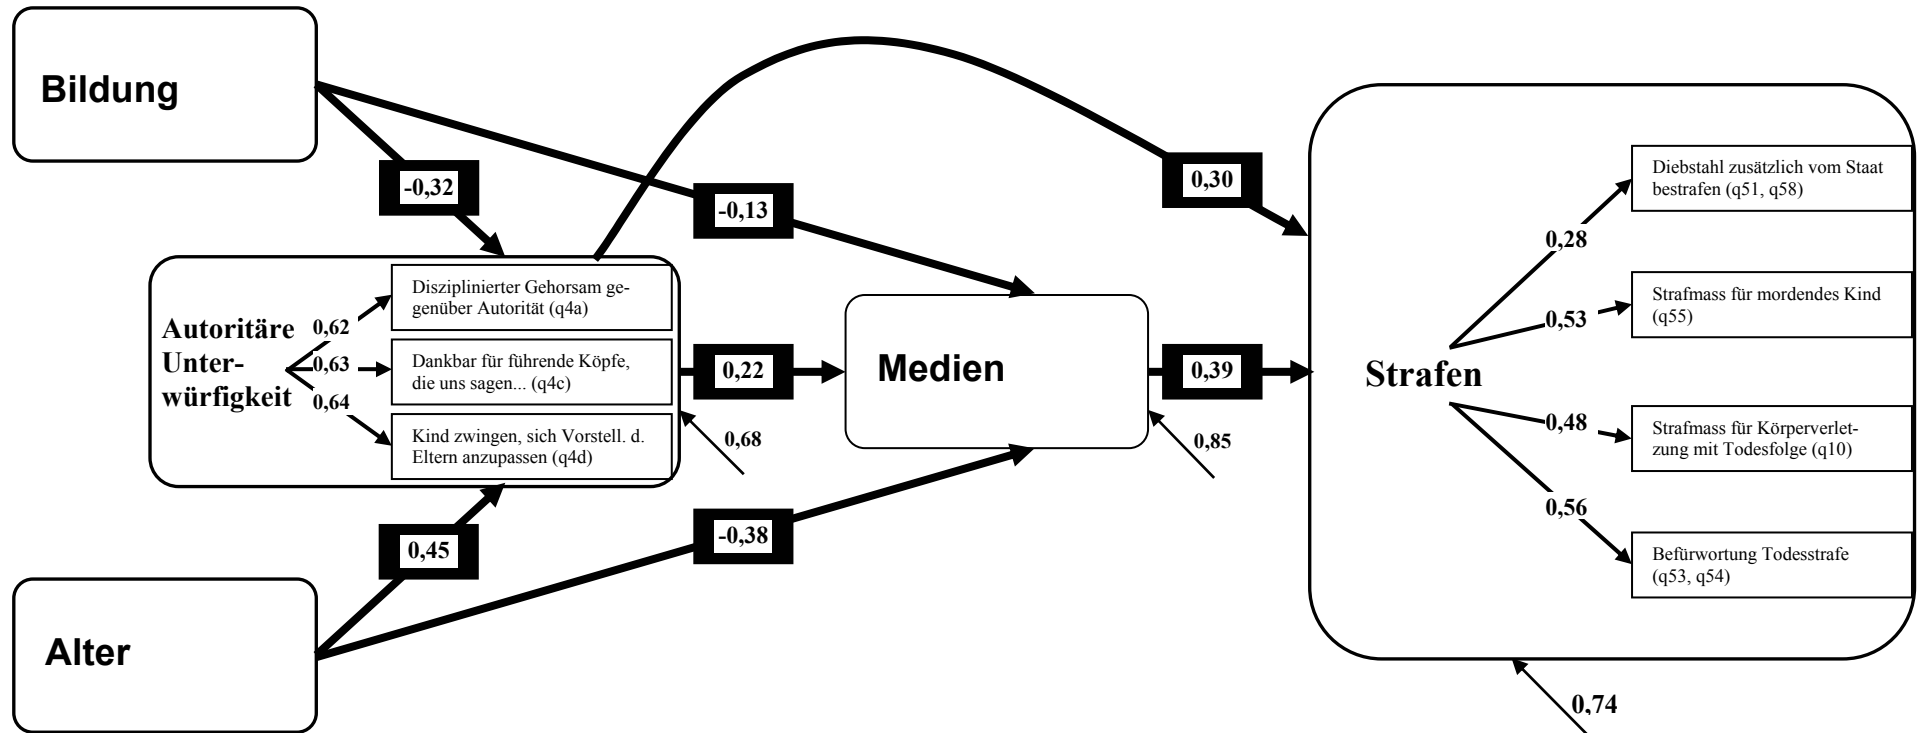 Bildung
-0,32
-0,13
0,30
Autoritäre
Unter-
würfigkeit
0,62
0,63
0,64
Disziplinierter Gehorsam ge-
genüber Autorität (q4a)
Dankbar für führende Köpfe,
die uns sagen... (q4c)
Kind zwingen, sich Vorstell. d.
Eltern anzupassen (q4d)
0,22
0,68
Medien
0,39
0,85
Strafen
0,28
0,53
0,48
0,56
Diebstahl zusätzlich vom Staat
bestrafen (q51, q58)
Strafmass für mordendes Kind
(q55)
Strafmass für Körperverlet-
zung mit Todesfolge (q10)
Befürwortung Todesstrafe
(q53, q54)
0,45
-0,38
Alter
0,74